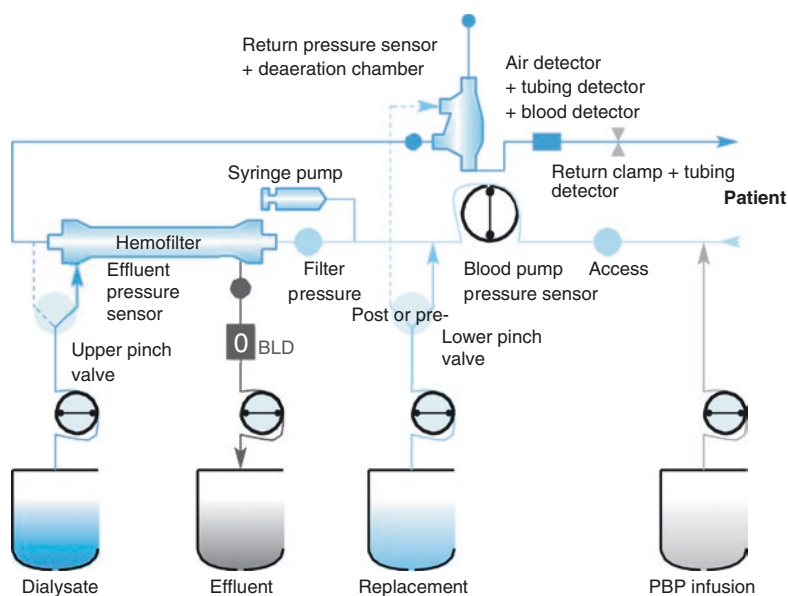 Return pressure sensor
+ deaeration chamber
Air detector
+ tubing detector
+ blood detector
Syringe pump
Return clamp + tubing
detector
Patient
Hemofilter
Effluent
pressure
sensor
Filter
pressure
Blood pump
pressure sensor
Access
Post or pre-
Lower pinch
valve
Upper pinch
valve
0
BLD
Dialysate
Effluent
Replacement
PBP infusion